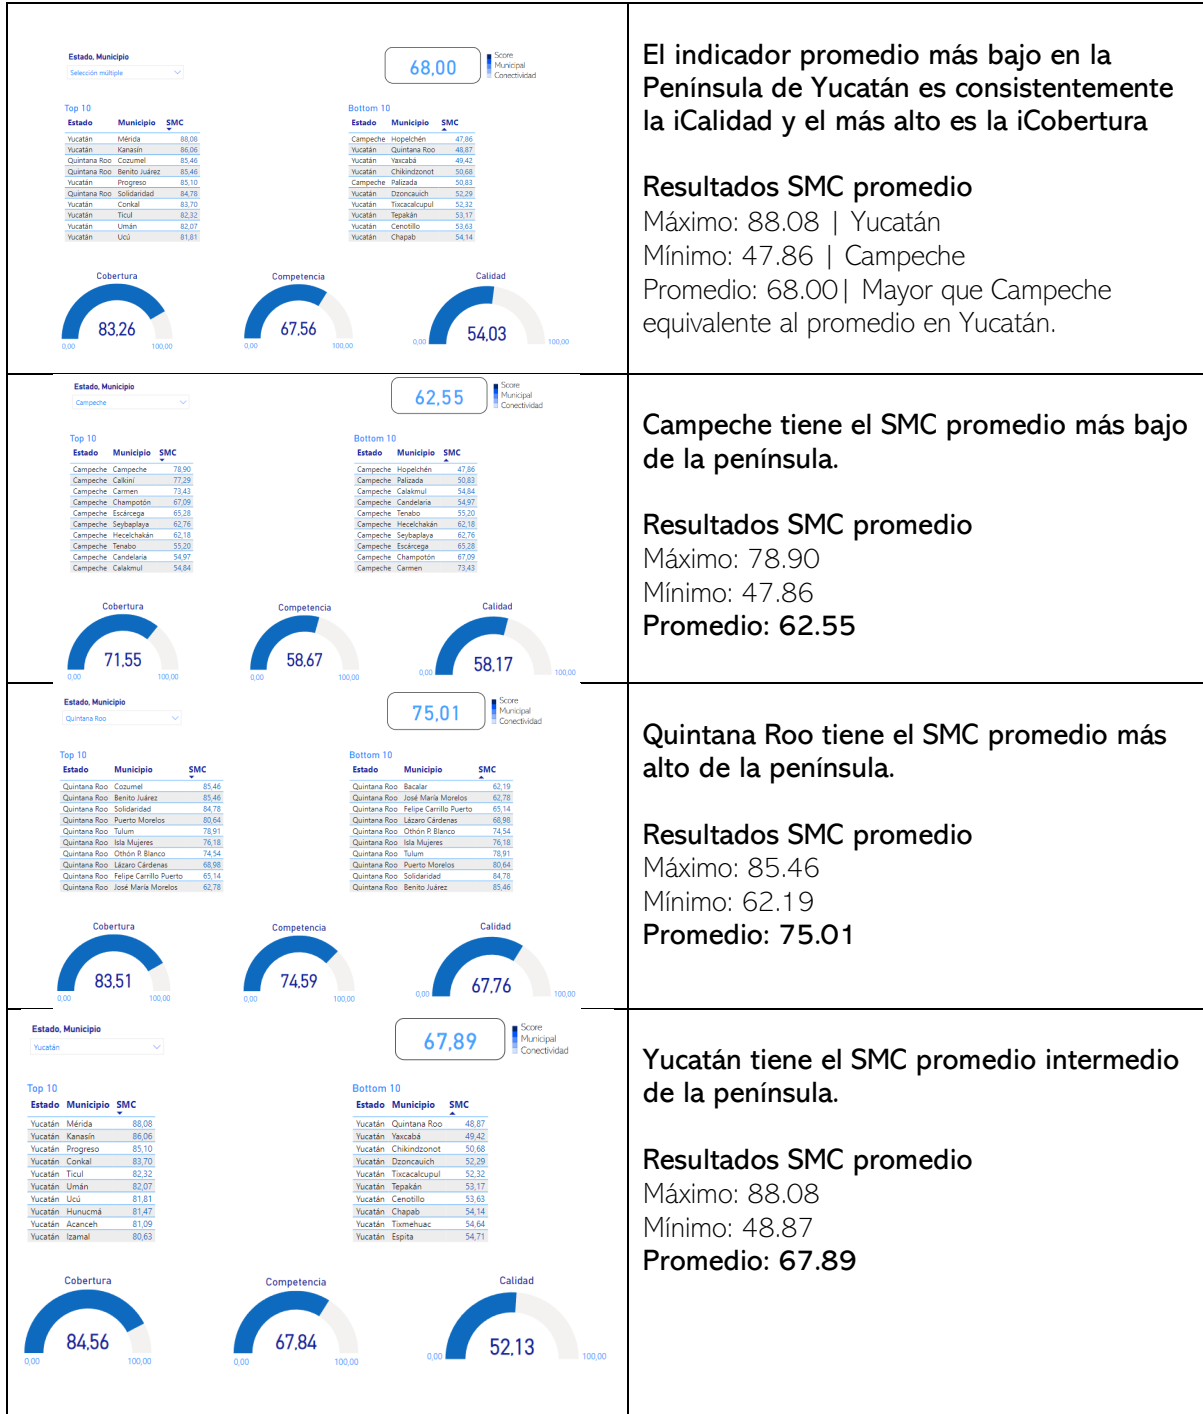 Estado, Municipio
Selección múltiple
68,00
Score
Municipal
Conectividad
Top 10
Estado Municipio SMC
Yucatán Mérida 88,08
Yucatán Kanasín 86,06
Quintana Roo Cozumel 85,46
Quintana Roo Benito Juárez 85,46
Yucatán Progreso 85,10
Quintana Roo Solidaridad 84,78
Yucatán Conkal 83,70
Yucatán Ticul 82,32
Yucatán Umán 82,07
Yucatán Ucú 81,81
Bottom 10
Estado Municipio SMC
Campeche Hopelchén 47,86
Yucatán Quintana Roo 48,87
Yucatán Yaxcabá 49,42
Yucatán Chikindzonot 50,68
Campeche Palizada 50,83
Yucatán Dzoncauich 52,29
Yucatán Tixcacalcupul 52,32
Yucatán Tepakán 53,17
Yucatán Cenotillo 53,63
Yucatán Chapab 54,14
Cobertura
83,26
0,00 100,00
Competencia
67,56
0,00 100,00
Calidad
54,03
0,00 100,00
El indicador promedio más bajo en la
Península de Yucatán es consistentemente
la iCalidad y el más alto es la iCobertura
Resultados SMC promedio
Máximo: 88.08 | Yucatán
Mínimo: 47.86 | Campeche
Promedio: 68.00| Mayor que Campeche
equivalente al promedio en Yucatán.
Estado, Municipio
Campeche
62,55
Score
Municipal
Conectividad
Top 10
Estado Municipio SMC
Campeche Campeche 78,90
Campeche Calkiní 77,29
Campeche Carmen 73,43
Campeche Champotón 67,09
Campeche Escárcega 65,28
Campeche Seybaplaya 62,76
Campeche Hecelchakán 62,18
Campeche Tenabo 55,20
Campeche Candelaria 54,97
Campeche Calakmul 54,84
Bottom 10
Estado Municipio SMC
Campeche Hopelchén 47,86
Campeche Palizada 50,83
Campeche Calakmul 54,84
Campeche Candelaria 54,97
Campeche Tenabo 55,20
Campeche Hecelchakán 62,18
Campeche Seybaplaya 62,76
Campeche Escárcega 65,28
Campeche Champotón 67,09
Campeche Carmen 73,43
Cobertura
71,55
0,00 100,00
Competencia
58,67
0,00 100,00
Calidad
58,17
0,00 100,00
Campeche tiene el SMC promedio más bajo
de la península.
Resultados SMC promedio
Máximo: 78.90
Mínimo: 47.86
Promedio: 62.55
Estado, Municipio
Quintana Roo
75,01
Score
Municipal
Conectividad
Top 10
Estado Municipio SMC
Quintana Roo Cozumel 85,46
Quintana Roo Benito Juárez 85,46
Quintana Roo Solidaridad 84,78
Quintana Roo Puerto Morelos 80,64
Quintana Roo Tulum 78,91
Quintana Roo Isla Mujeres 76,18
Quintana Roo Othón P. Blanco 74,54
Quintana Roo Lázaro Cárdenas 68,98
Quintana Roo Felipe Carrillo Puerto 65,14
Quintana Roo José María Morelos 62,78
Bottom 10
Estado Municipio SMC
Quintana Roo Bacalar 62,19
Quintana Roo José María Morelos 62,78
Quintana Roo Felipe Carrillo Puerto 65,14
Quintana Roo Lázaro Cárdenas 68,98
Quintana Roo Othón P. Blanco 74,54
Quintana Roo Isla Mujeres 76,18
Quintana Roo Tulum 78,91
Quintana Roo Puerto Morelos 80,64
Quintana Roo Solidaridad 84,78
Quintana Roo Benito Juárez 85,46
Cobertura
83,51
0,00 100,00
Competencia
74,59
0,00 100,00
Calidad
67,76
0,00 100,00
Quintana Roo tiene el SMC promedio más
alto de la península.
Resultados SMC promedio
Máximo: 85.46
Mínimo: 62.19
Promedio: 75.01
Estado, Municipio
Yucatán
67,89
Score
Municipal
Conectividad
Top 10
Estado Municipio SMC
Yucatán Mérida 88,08
Yucatán Kanasín 86,06
Yucatán Progreso 85,10
Yucatán Conkal 83,70
Yucatán Ticul 82,32
Yucatán Umán 82,07
Yucatán Ucú 81,81
Yucatán Hunucmá 81,47
Yucatán Acanceh 81,09
Yucatán Izamal 80,63
Bottom 10
Estado Municipio SMC
Yucatán Quintana Roo 48,87
Yucatán Yaxcabá 49,42
Yucatán Chikindzonot 50,68
Yucatán Dzoncauich 52,29
Yucatán Tixcacalcupul 52,32
Yucatán Tepakán 53,17
Yucatán Cenotillo 53,63
Yucatán Chapab 54,14
Yucatán Tixmehuac 54,64
Yucatán Espita 54,71
Cobertura
84,56
0,00 100,00
Competencia
67,84
0,00 100,00
Calidad
52,13
0,00 100,00
Yucatán tiene el SMC promedio intermedio
de la península.
Resultados SMC promedio
Máximo: 88.08
Mínimo: 48.87
Promedio: 67.89